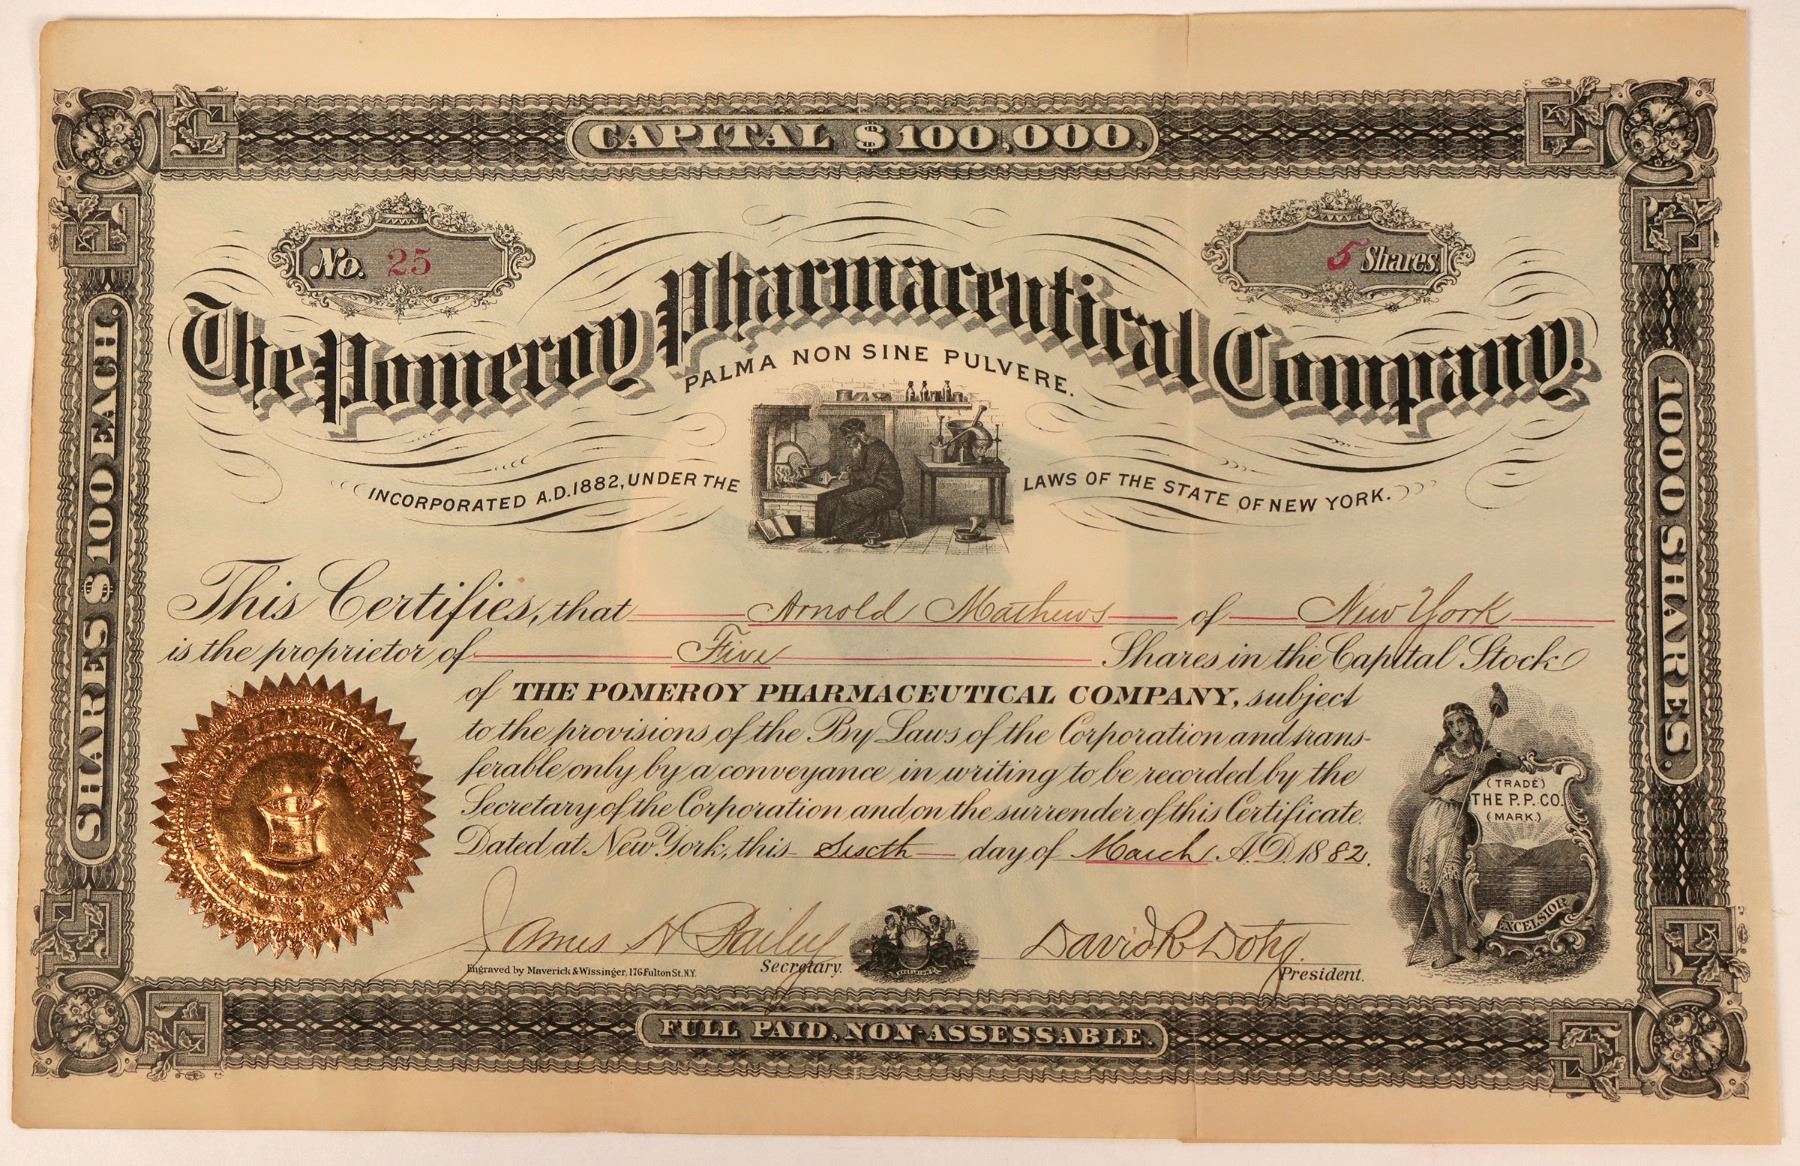 CAPITAL $100,000.
No. 25
5 Shares.
The Pomeroy Pharmaceutical Company.
PALMA NON SINE PULVERE.
INCORPORATED A.D. 1882, UNDER THE LAWS OF THE STATE OF NEW YORK.
SHARES $100 EACH.
1000 SHARES.
This Certifies, that Arnold Mathews of New York
is the proprietor of Five Shares in the Capital Stock
of THE POMEROY PHARMACEUTICAL COMPANY, subject
to the provisions of the By Laws of the Corporation and trans-
ferable only by a conveyance in writing to be recorded by the
Secretary of the Corporation and on the surrender of this Certificate.
Dated at New York, this Sixth day of March A.D. 1882.
(TRADE)
THE P.P. CO.
(MARK.)
EXCELSIOR
James H Bailey
David R Doty.
Engraved by Maverick & Wissinger, 176 Fulton St. N.Y.
Secretary.
President.
FULL PAID, NON-ASSESSABLE.